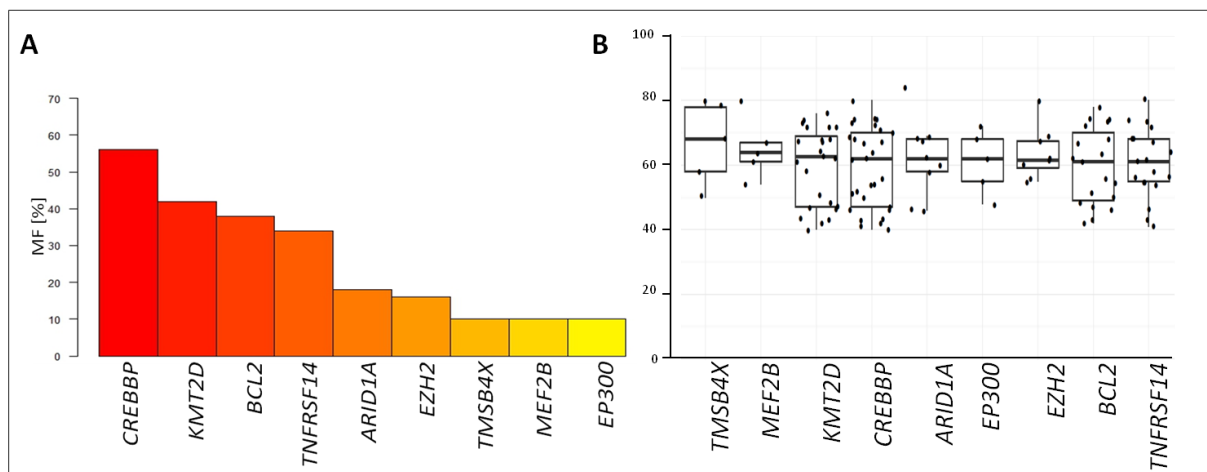 A
B
MF [%]
70
60
50
40
30
20
10
0
CREBBP
KMT2D
BCL2
TNFRSF14
ARID1A
EZH2
TMSB4X
MEF2B
EP300
100
80
60
40
20
0
TMSB4X
MEF2B
KMT2D
CREBBP
ARID1A
EP300
EZH2
BCL2
TNFRSF14